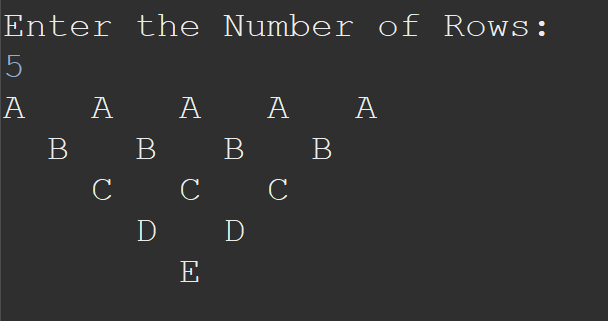 Enter the Number of Rows:
5
A   A   A   A   A
  B   B   B   B
    C   C   C
      D   D
        E